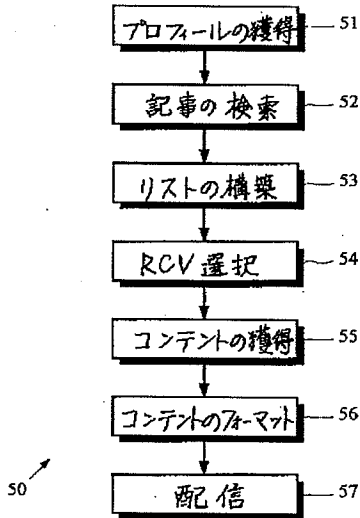 プロフィールの獲得 51
記事の検索 52
リストの構築 53
RCV選択 54
コンテントの獲得 55
コンテントのフォーマット 56
50
配信 57